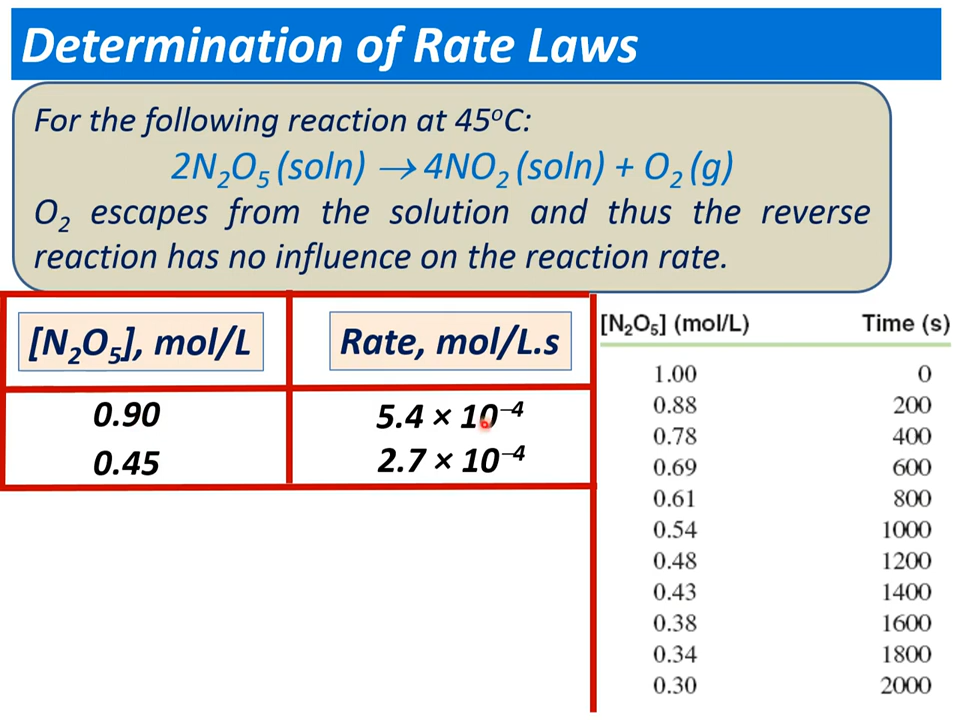 Determination of Rate Laws
For the following reaction at 45°C:
2N₂O₅ (soln) → 4NO₂ (soln) + O₂ (g)
O₂ escapes from the solution and thus the reverse
reaction has no influence on the reaction rate.
[N₂O₅], mol/L Rate, mol/L.s
0.90 5.4 × 10⁻⁴
0.45 2.7 × 10⁻⁴
[N₂O₅] (mol/L) Time (s)
1.00 0
0.88 200
0.78 400
0.69 600
0.61 800
0.54 1000
0.48 1200
0.43 1400
0.38 1600
0.34 1800
0.30 2000